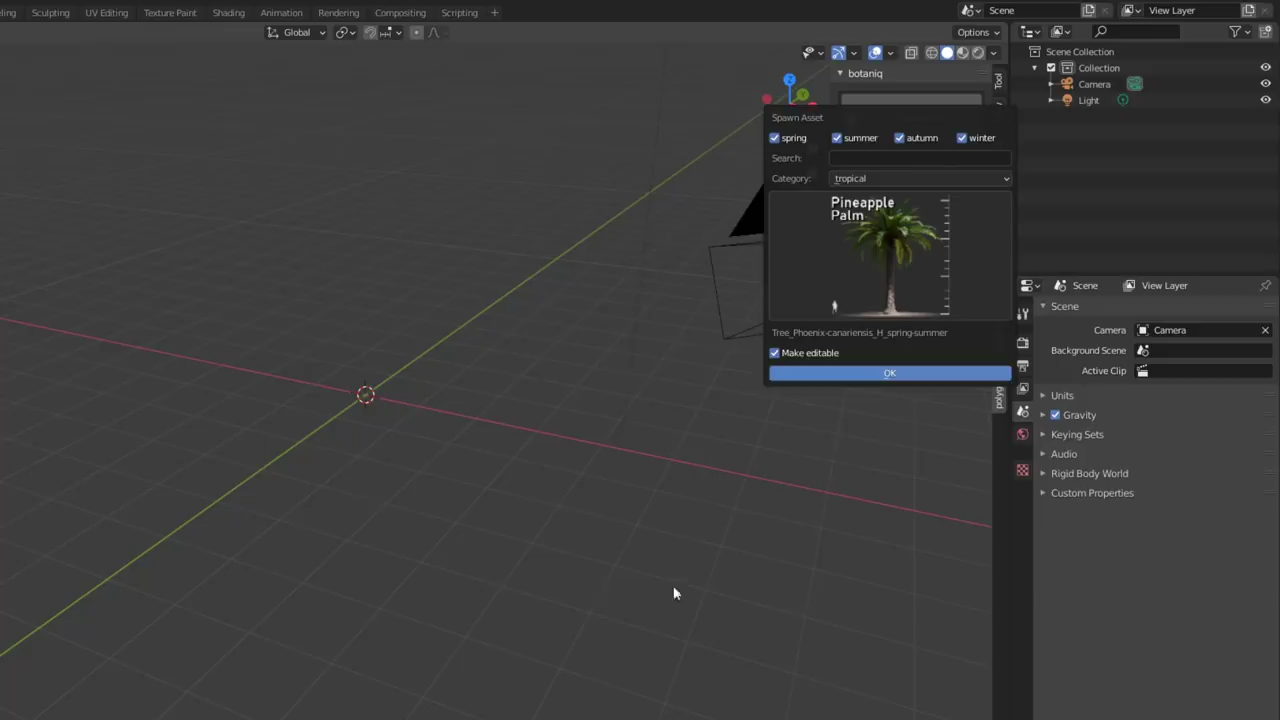 ling Sculpting UV Editing Texture Paint Shading Animation Rendering Compositing Scripting + Scene View Layer
Global Options
botaniq
Tool
Spawn Asset
spring summer autumn winter
Search:
Category: tropical
Pineapple
Palm
Tree_Phoenix-canariensis_H_spring-summer
Make editable
OK
polyg
Scene Collection
Collection
Camera
Light
Scene View Layer
Scene
Camera Camera
Background Scene
Active Clip
Units
Gravity
Keying Sets
Audio
Rigid Body World
Custom Properties